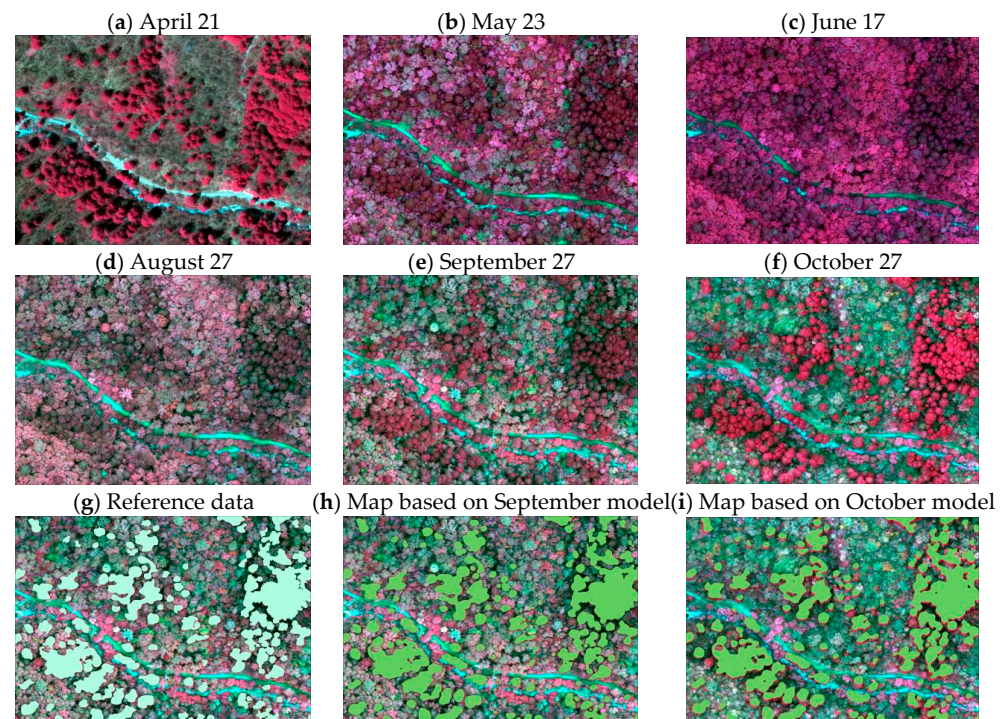 (a) April 21 (b) May 23 (c) June 17
(d) August 27 (e) September 27 (f) October 27
(g) Reference data (h) Map based on September model (i) Map based on October model